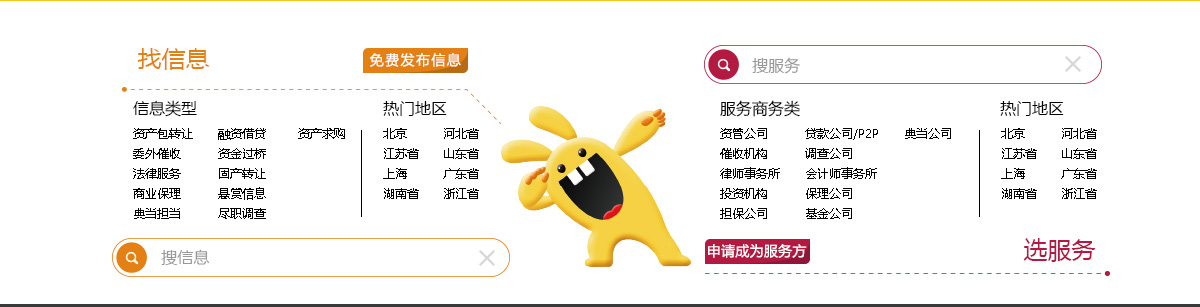 找信息
免费发布信息
信息类型
热门地区
资产包转让 融资借贷 资产求购
北京 河北省
委外催收 资金过桥
江苏省 山东省
法律服务 固产转让
上海 广东省
商业保理 悬赏信息
湖南省 浙江省
典当担当 尽职调查
搜信息
搜服务
服务商务类
热门地区
资管公司 贷款公司/P2P 典当公司
北京 河北省
催收机构 调查公司
江苏省 山东省
律师事务所 会计师事务所
上海 广东省
投资机构 保理公司
湖南省 浙江省
担保公司 基金公司
申请成为服务方
选服务